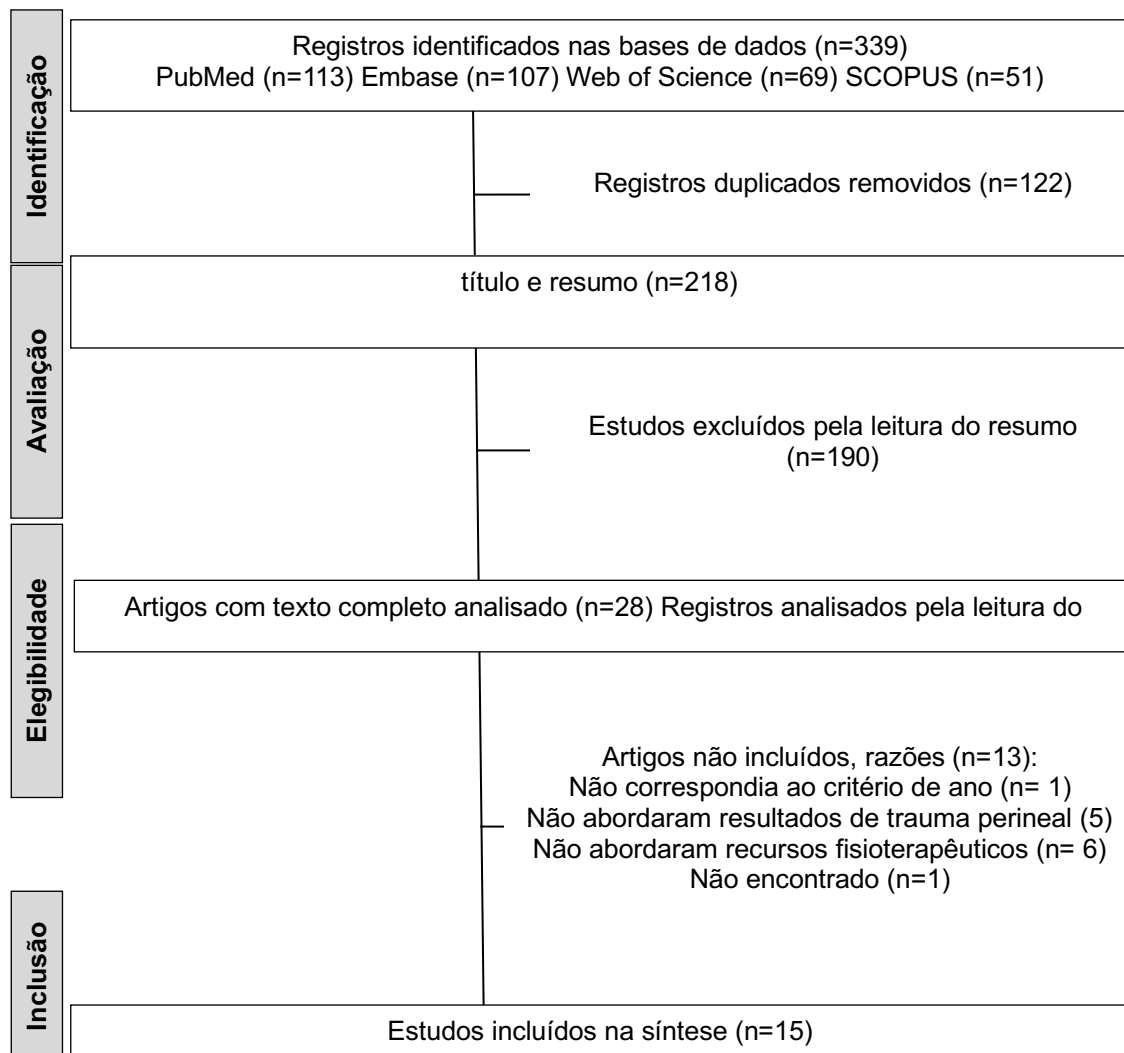 Identificação
Registros identificados nas bases de dados (n=339)
PubMed (n=113) Embase (n=107) Web of Science (n=69) SCOPUS (n=51)
Registros duplicados removidos (n=122)
Avaliação
título e resumo (n=218)
Estudos excluídos pela leitura do resumo
(n=190)
Elegibilidade
Artigos com texto completo analisado (n=28) Registros analisados pela leitura do
Artigos não incluídos, razões (n=13):
Não correspondia ao critério de ano (n= 1)
Não abordaram resultados de trauma perineal (5)
Não abordaram recursos fisioterapêuticos (n= 6)
Não encontrado (n=1)
Inclusão
Estudos incluídos na síntese (n=15)